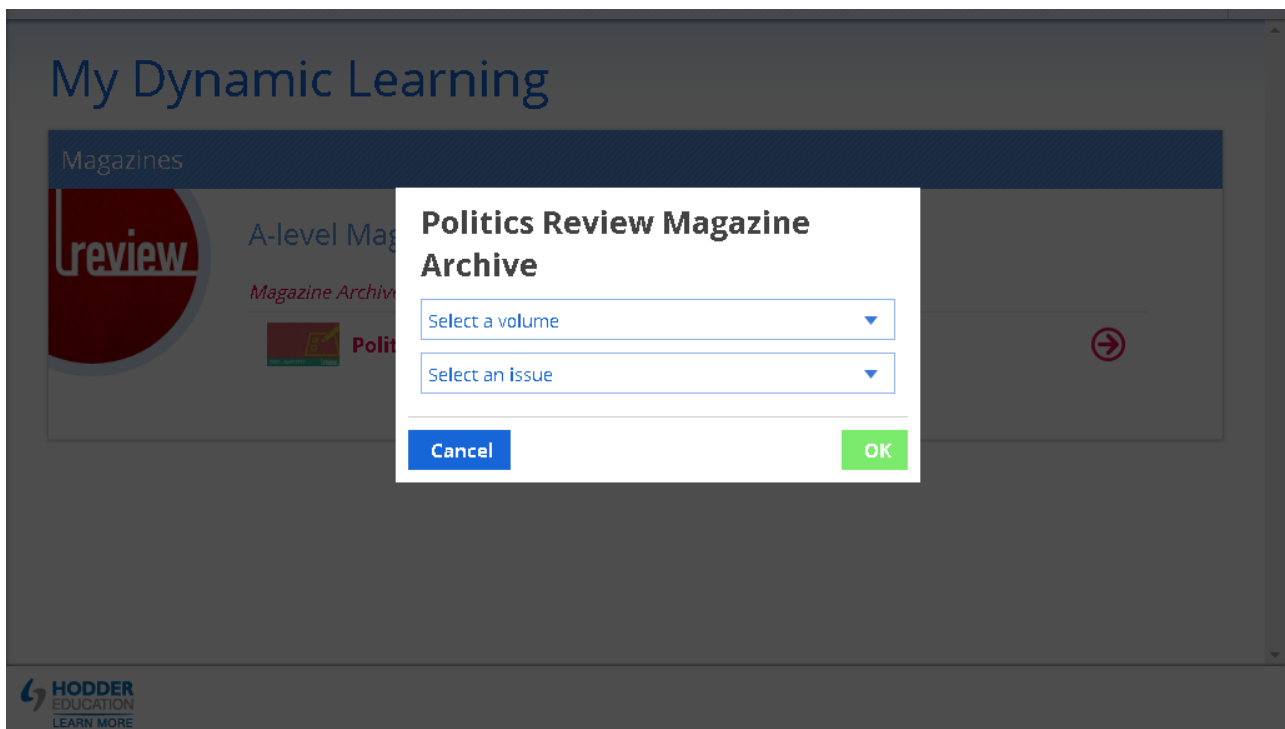 My Dynamic Learning
Magazines
review
A-level Mag
Magazine Archive
Polit
Politics Review Magazine
Archive
Select a volume
Select an issue
Cancel
OK
HODDER
EDUCATION
LEARN MORE